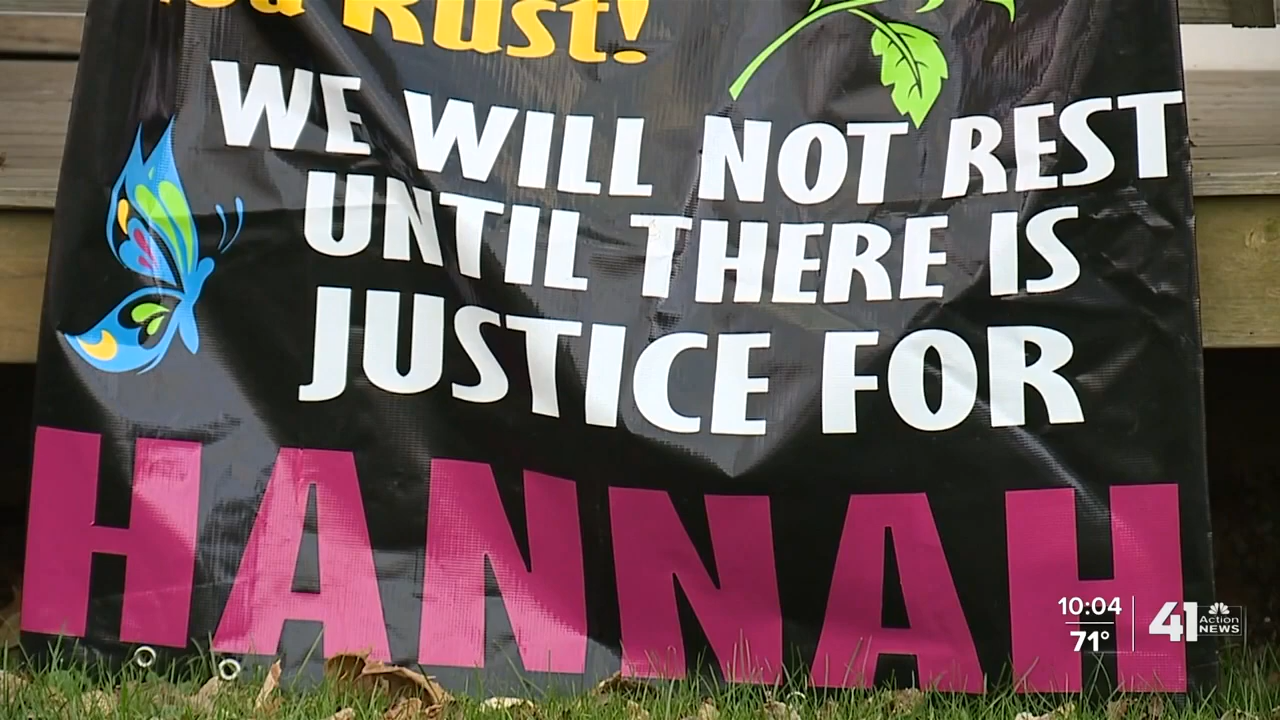 Rust!
WE WILL NOT REST
UNTIL THERE IS
JUSTICE FOR
HANNAH
10:04
71°
41 Action NEWS